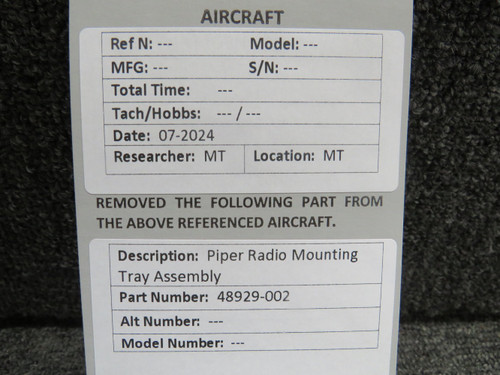 AIRCRAFT
Ref N: --- Model: ---
MFG: --- S/N: ---
Total Time: ---
Tach/Hobbs: --- / ---
Date: 07-2024
Researcher: MT Location: MT
REMOVED THE FOLLOWING PART FROM
THE ABOVE REFERENCED AIRCRAFT.
Description: Piper Radio Mounting
Tray Assembly
Part Number: 48929-002
Alt Number: ---
Model Number: ---